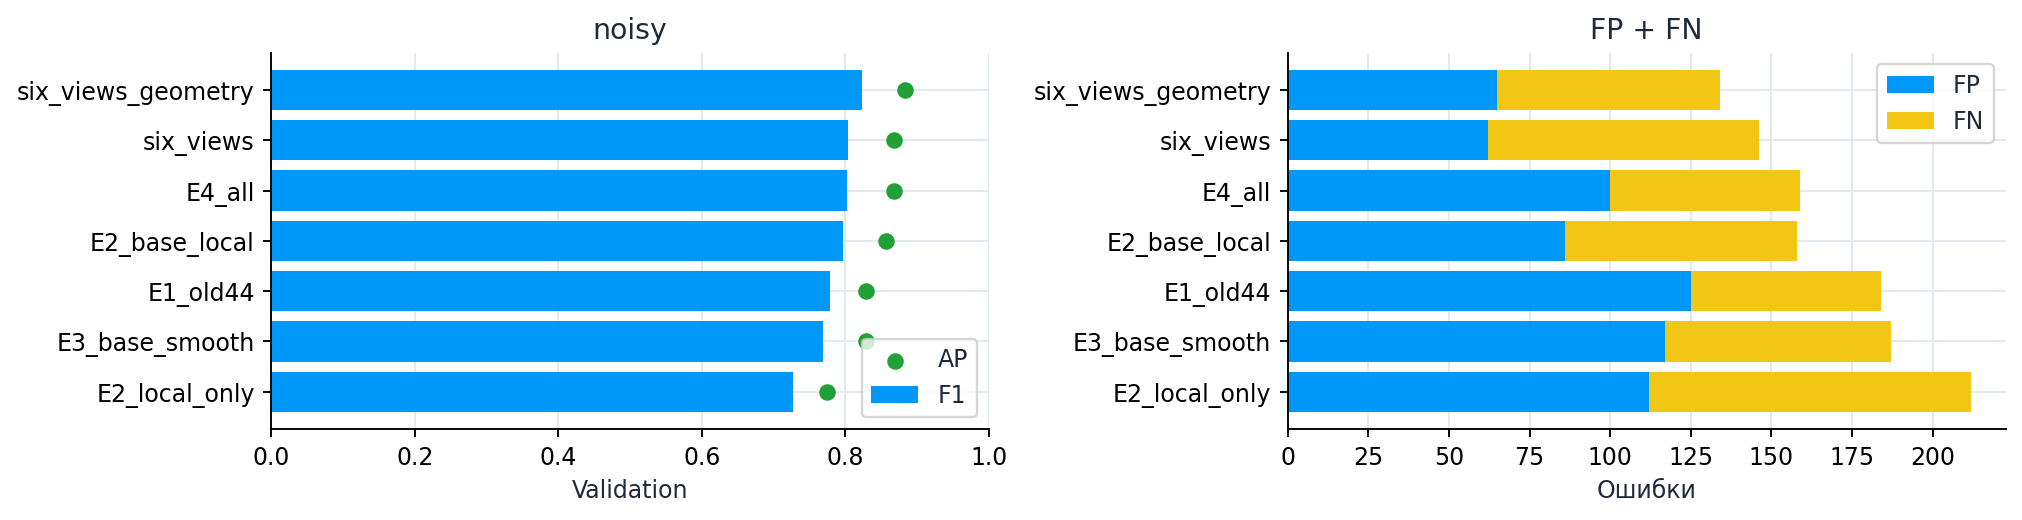 noisy
six_views_geometry
six_views
E4_all
E2_base_local
E1_old44
E3_base_smooth
E2_local_only
AP
F1
0.0 0.2 0.4 0.6 0.8 1.0
Validation
FP + FN
six_views_geometry
six_views
E4_all
E2_base_local
E1_old44
E3_base_smooth
E2_local_only
FP
FN
0 25 50 75 100 125 150 175 200
Ошибки